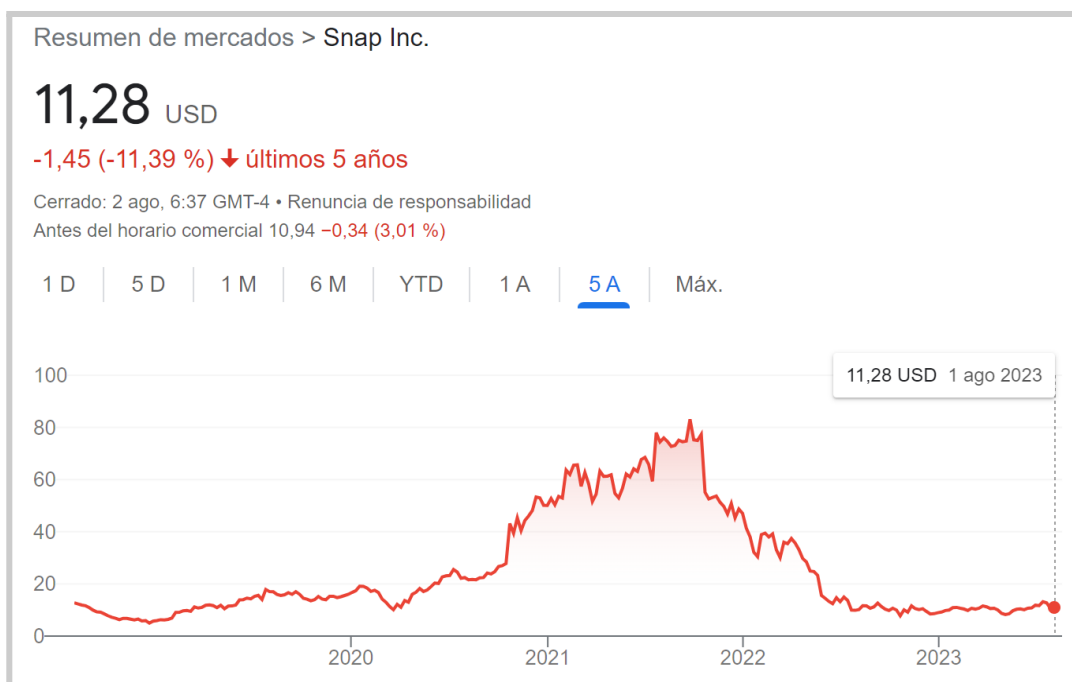 Resumen de mercados > Snap Inc.
11,28 USD
-1,45 (-11,39 %) ↓ últimos 5 años
Cerrado: 2 ago, 6:37 GMT-4 • Renuncia de responsabilidad
Antes del horario comercial 10,94 −0,34 (3,01 %)
1 D 5 D 1 M 6 M YTD 1 A 5 A Máx.
11,28 USD 1 ago 2023
100
80
60
40
20
0
2020 2021 2022 2023